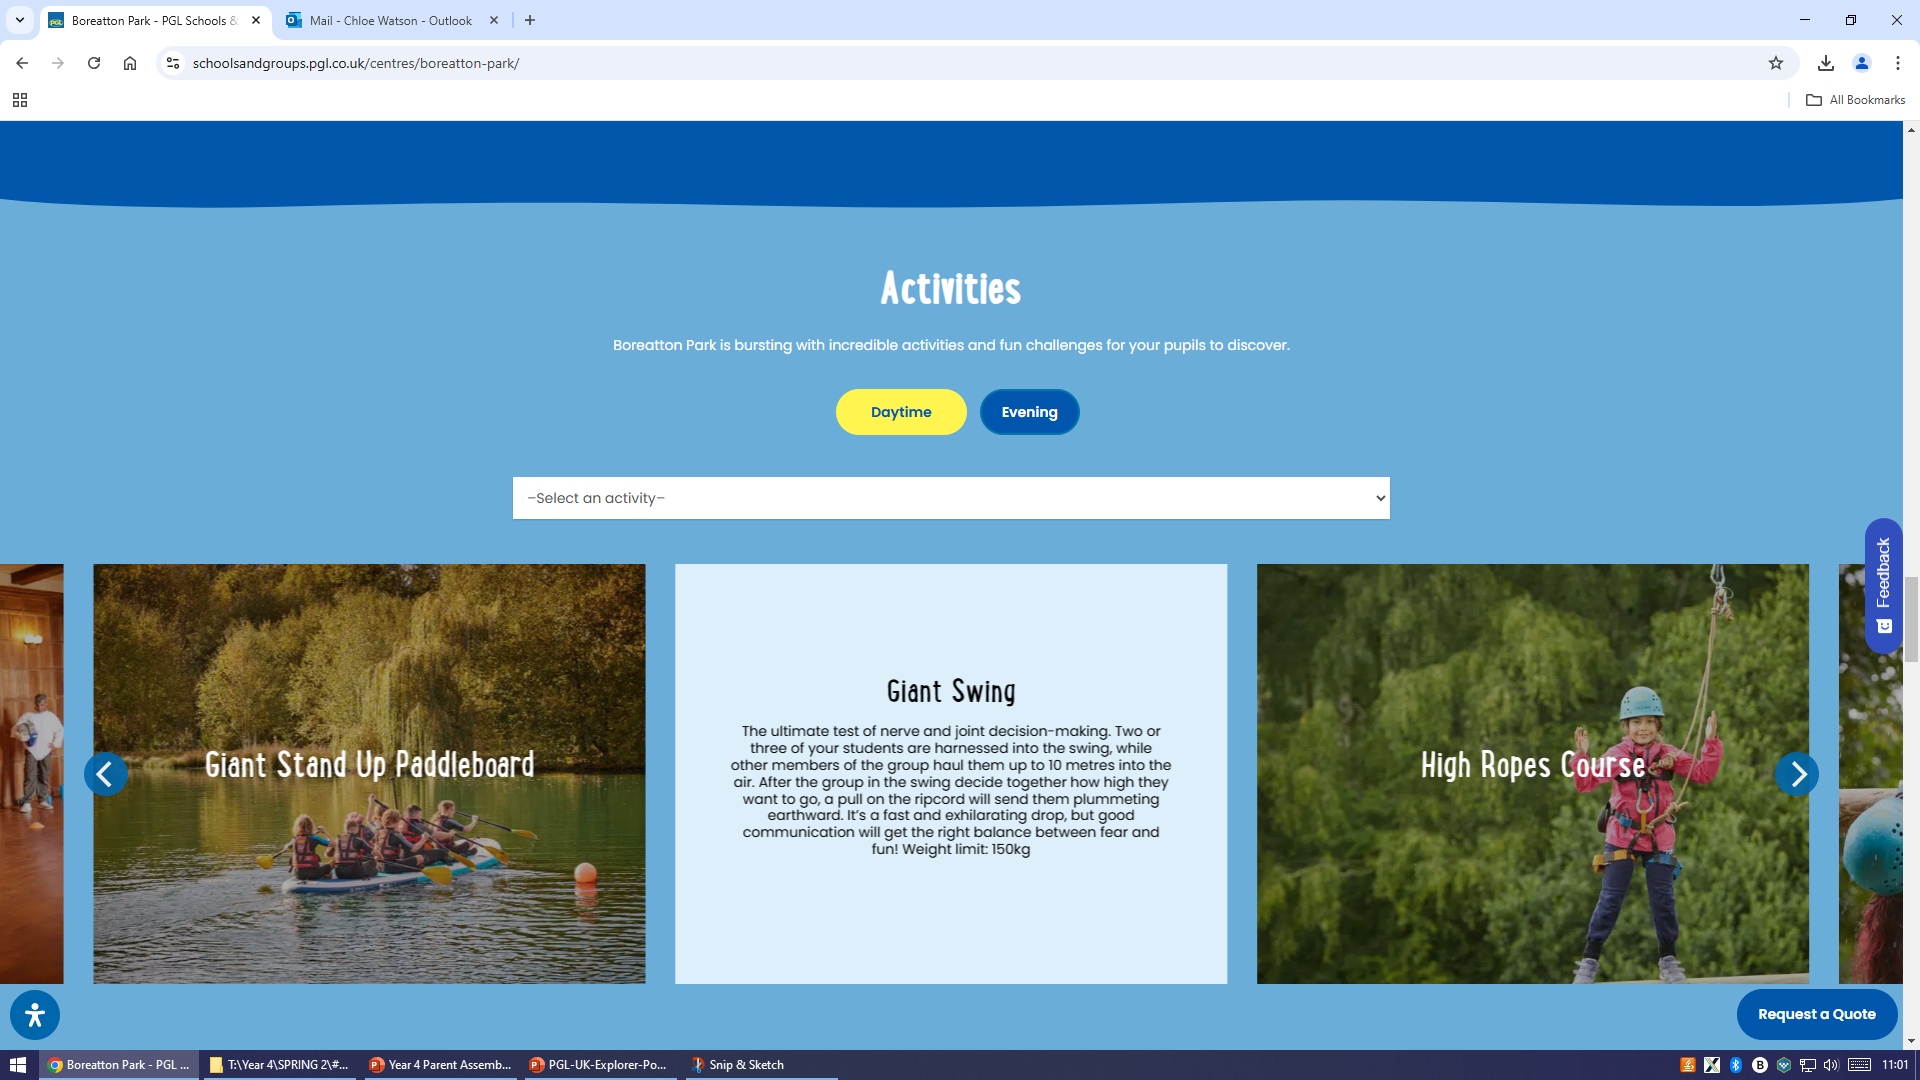 Boreatton Park - PGL Schools &
Mail - Chloe Watson - Outlook
schoolsandgroups.pgl.co.uk/centres/boreatton-park/
All Bookmarks
Activities
Boreatton Park is bursting with incredible activities and fun challenges for your pupils to discover.
Daytime
Evening
–Select an activity–
Feedback
Giant Stand Up Paddleboard
Giant Swing
The ultimate test of nerve and joint decision-making. Two or
three of your students are harnessed into the swing, while
other members of the group haul them up to 10 metres into the
air. After the group in the swing decide together how high they
want to go, a pull on the ripcord will send them plummeting
earthward. It's a fast and exhilarating drop, but good
communication will get the right balance between fear and
fun! Weight limit: 150kg
High Ropes Course
Request a Quote
Boreatton Park - PGL ...
T:\Year 4\SPRING 2\#...
Year 4 Parent Assemb...
PGL-UK-Explorer-Po...
Snip & Sketch
11:01